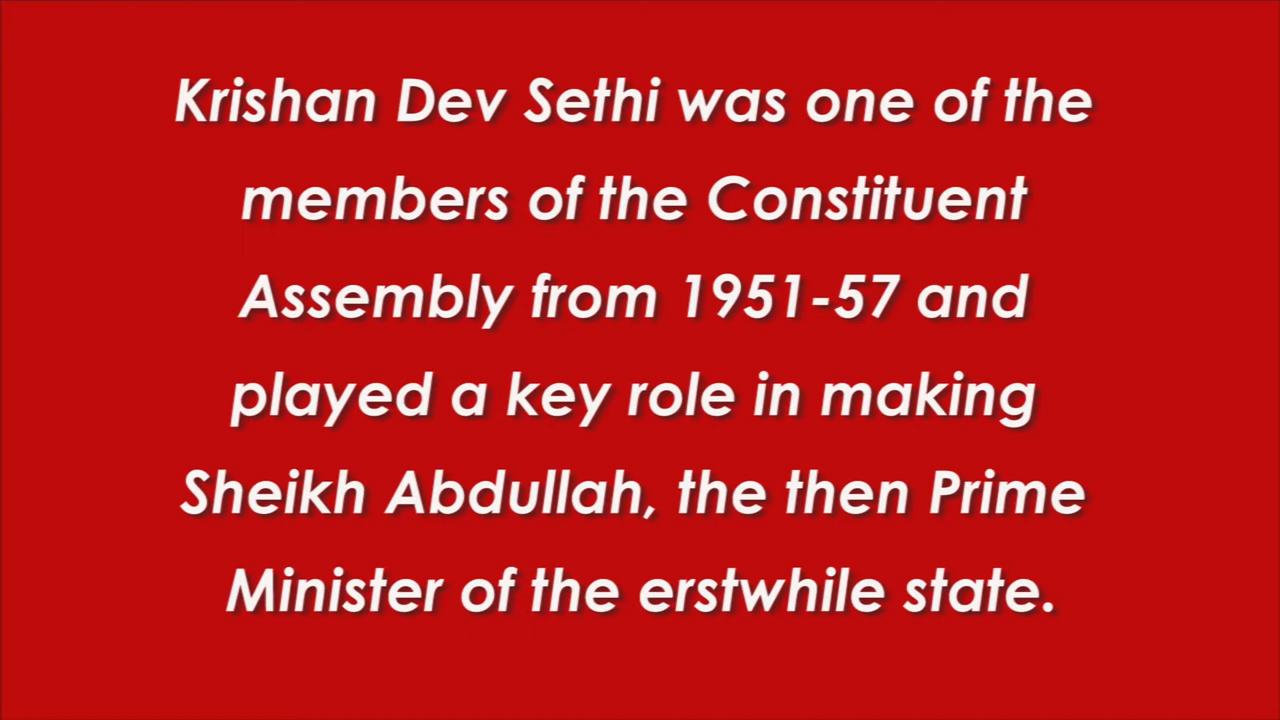 Krishan Dev Sethi was one of the
members of the Constituent
Assembly from 1951-57 and
played a key role in making
Sheikh Abdullah, the then Prime
Minister of the erstwhile state.